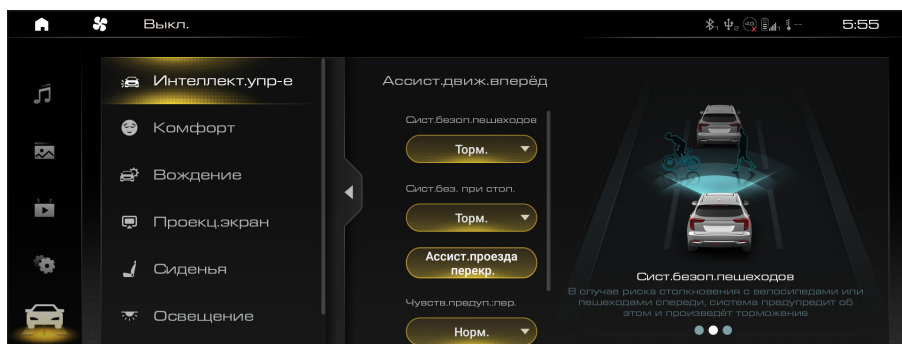 Выкл.
5:55
Интеллект.упр-е
Комфорт
Вождение
Проекц.экран
Сиденья
Освещение
Ассист.движ.вперёд
Сист.безоп.пешеходов
Торм.
Сист.без. при стол.
Торм.
Ассист.проезда
перекр.
Чувств.предуп.:пер.
Норм.
Сист.безоп.пешеходов
В случае риска столкновения с велосипедами или
пешеходами спереди, система предупредит об
этом и произведёт торможение